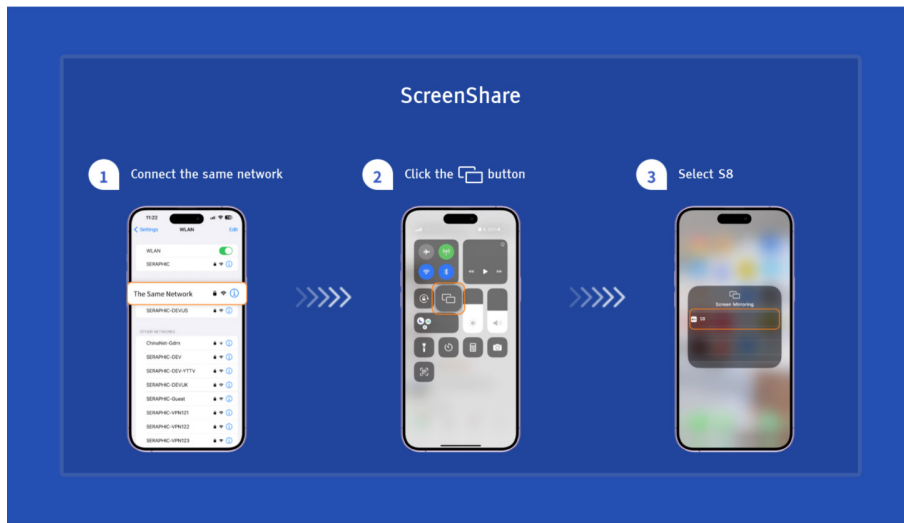 ScreenShare
1 Connect the same network
2 Click the button
3 Select S8
11:22
Settings WLAN Edit
WLAN
SERAPHIC
The Same Network
SERAPHIC-DEVUS
OTHER NETWORKS
ChinaNet-Gdrx
SERAPHIC-DEV
SERAPHIC-DEV-YTTV
SERAPHIC-DEVUK
SERAPHIC-Guest
SERAPHIC-VPN121
SERAPHIC-VPN122
SERAPHIC-VPN123
Screen Mirroring
S8